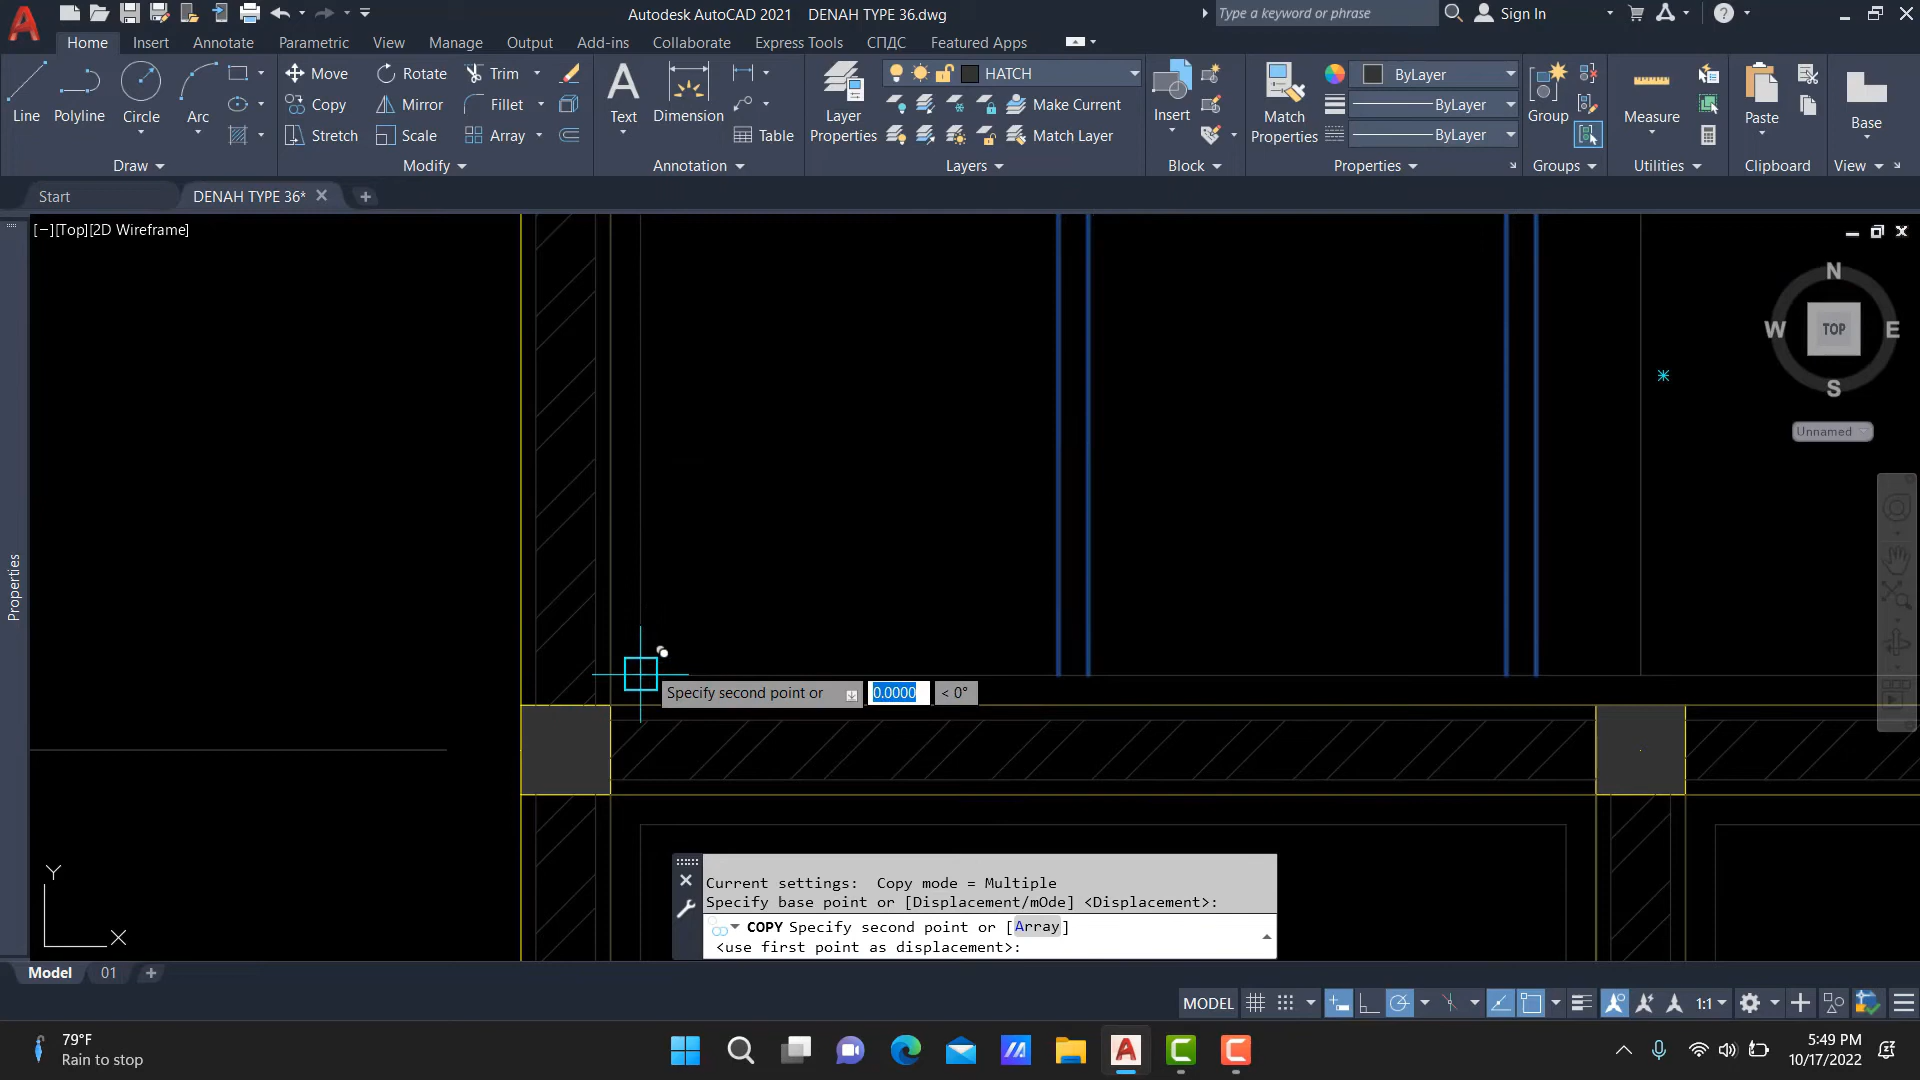 Autodesk AutoCAD 2021 DENAH TYPE 36.dwg
Type a keyword or phrase
Sign In
Home Insert Annotate Parametric View Manage Output Add-ins Collaborate Express Tools СПДС Featured Apps
Line
Polyline
Circle
Arc
Draw
Move
Copy
Stretch
Rotate
Mirror
Scale
Trim
Fillet
Array
Modify
Text
Dimension
Table
Annotation
Layer
Properties
HATCH
Make Current
Match Layer
Layers
Insert
Block
Match
Properties
ByLayer
ByLayer
ByLayer
Properties
Group
Groups
Measure
Utilities
Paste
Clipboard
Base
View
Start
DENAH TYPE 36*
[−][Top][2D Wireframe]
N
W
TOP
E
S
Unnamed
Properties
Specify second point or
0.0000
< 0°
Y
X
Current settings: Copy mode = Multiple
Specify base point or [Displacement/mOde] <Displacement>:
COPY Specify second point or [Array]
<use first point as displacement>:
Model
01
MODEL
1:1
79°F
Rain to stop
5:49 PM
10/17/2022